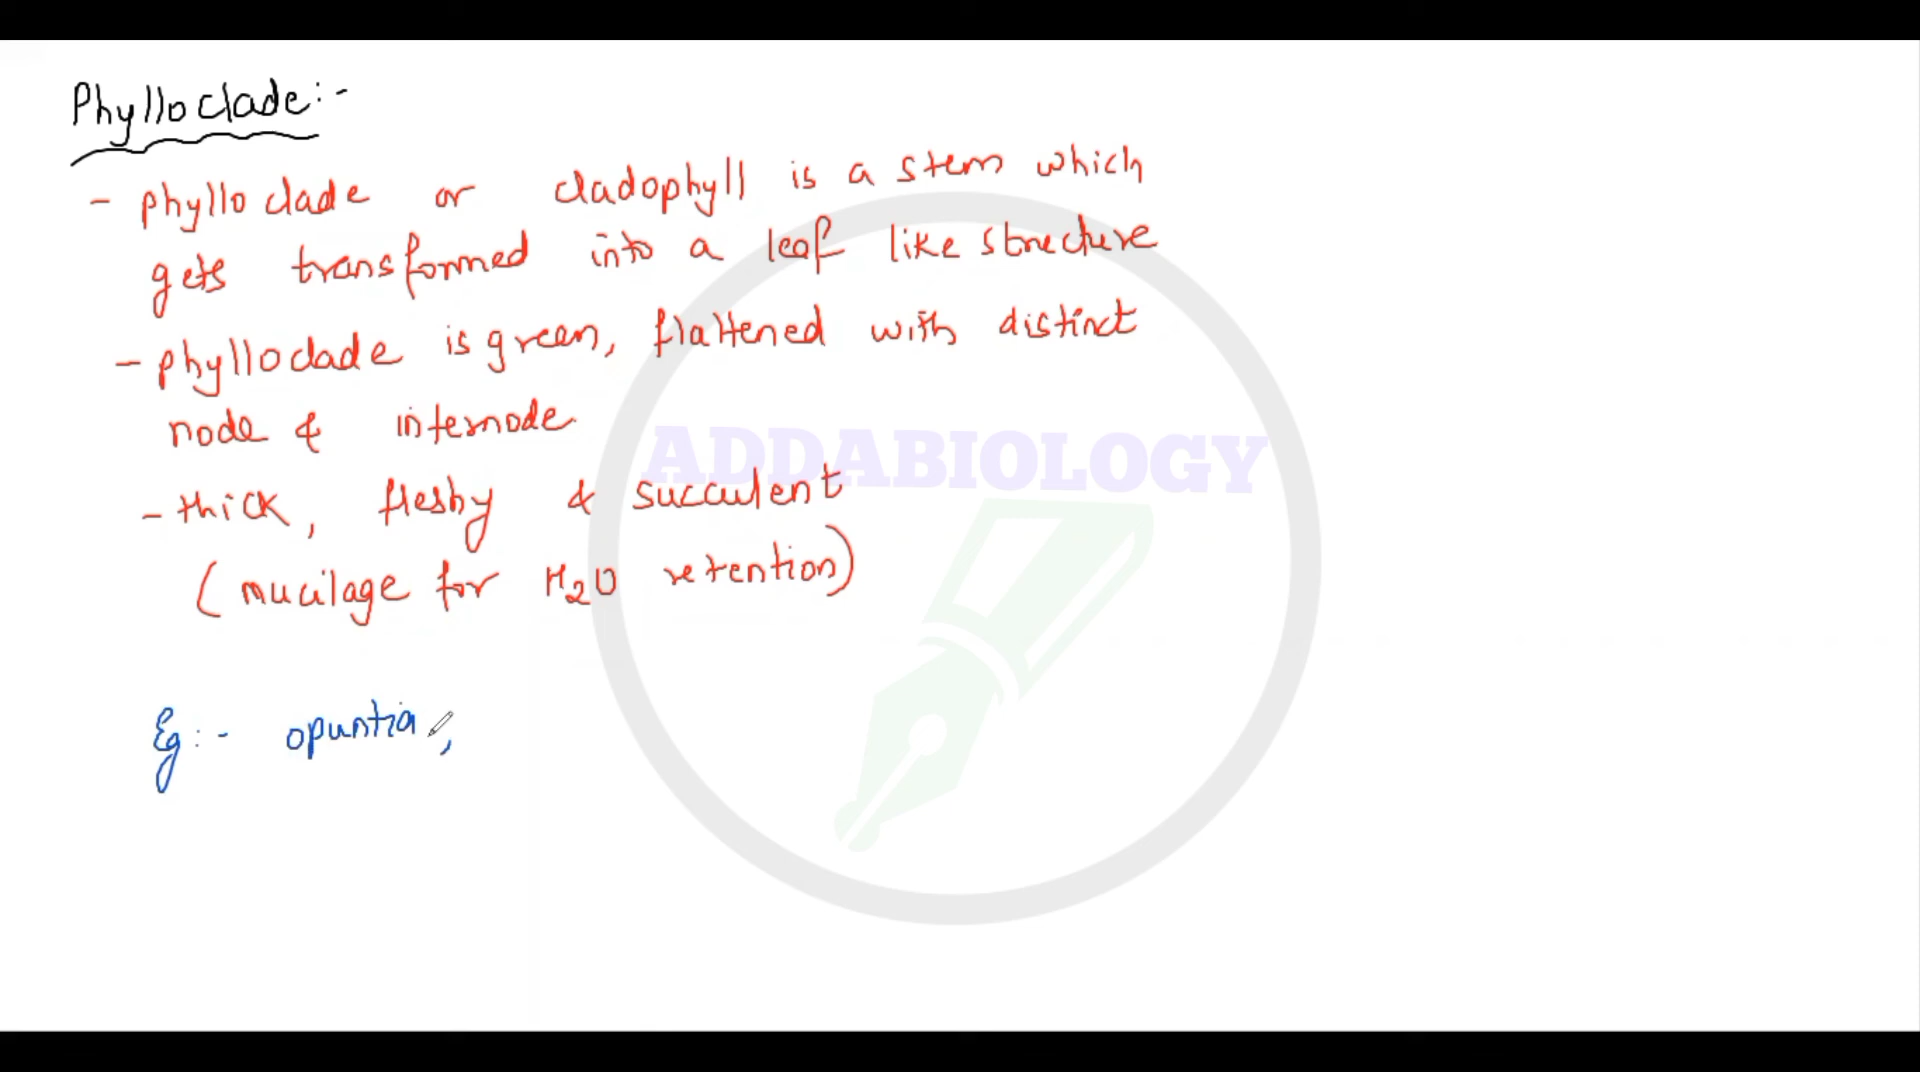 Phylloclade:-
- phylloclade or cladophyll is a stem which
gets transformed into a leaf like structure
- phylloclade is green, flattened with distinct
node & internode
ADDABIOLOGY
- thick, fleshy & succulent
(mucilage for H2O retention)
Eg:- opuntia,